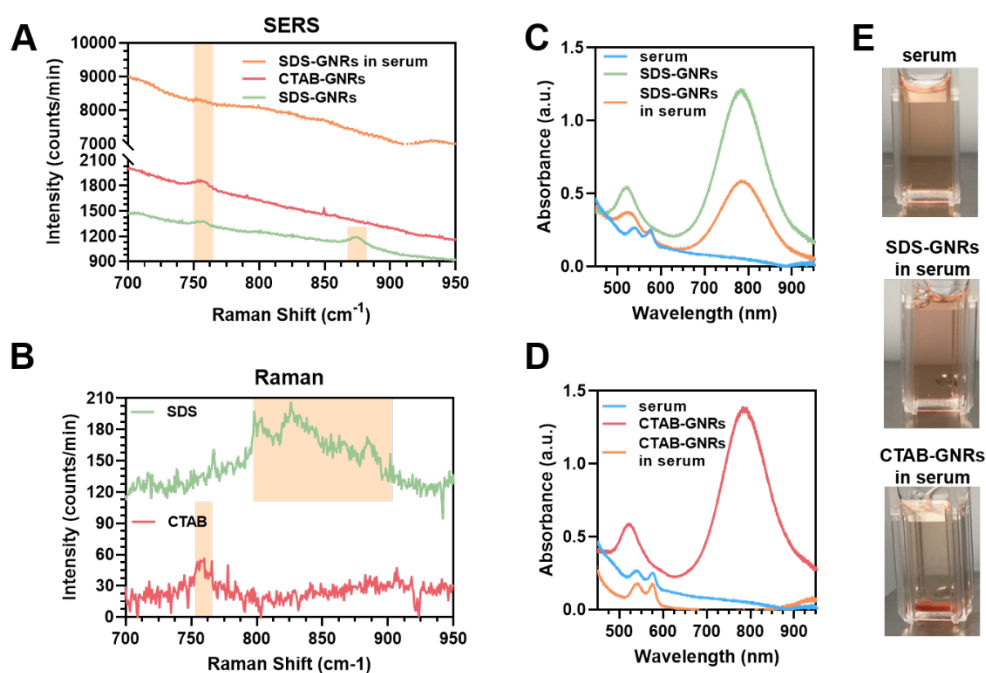 A
SERS
10000
9000
8000
7000
2100
1800
1500
1200
900
SDS-GNRs in serum
CTAB-GNRs
SDS-GNRs
700 750 800 850 900 950
Raman Shift (cm-1)
Intensity (counts/min)
B
Raman
210
180
150
120
90
60
30
0
SDS
CTAB
700 750 800 850 900 950
Raman Shift (cm-1)
Intensity (counts/min)
C
1.5
1.0
0.5
0.0
serum
SDS-GNRs
SDS-GNRs
in serum
500 600 700 800 900
Wavelength (nm)
Absorbance (a.u.)
D
1.5
1.0
0.5
0.0
serum
CTAB-GNRs
CTAB-GNRs
in serum
500 600 700 800 900
Wavelength (nm)
Absorbance (a.u.)
E
serum
SDS-GNRs
in serum
CTAB-GNRs
in serum